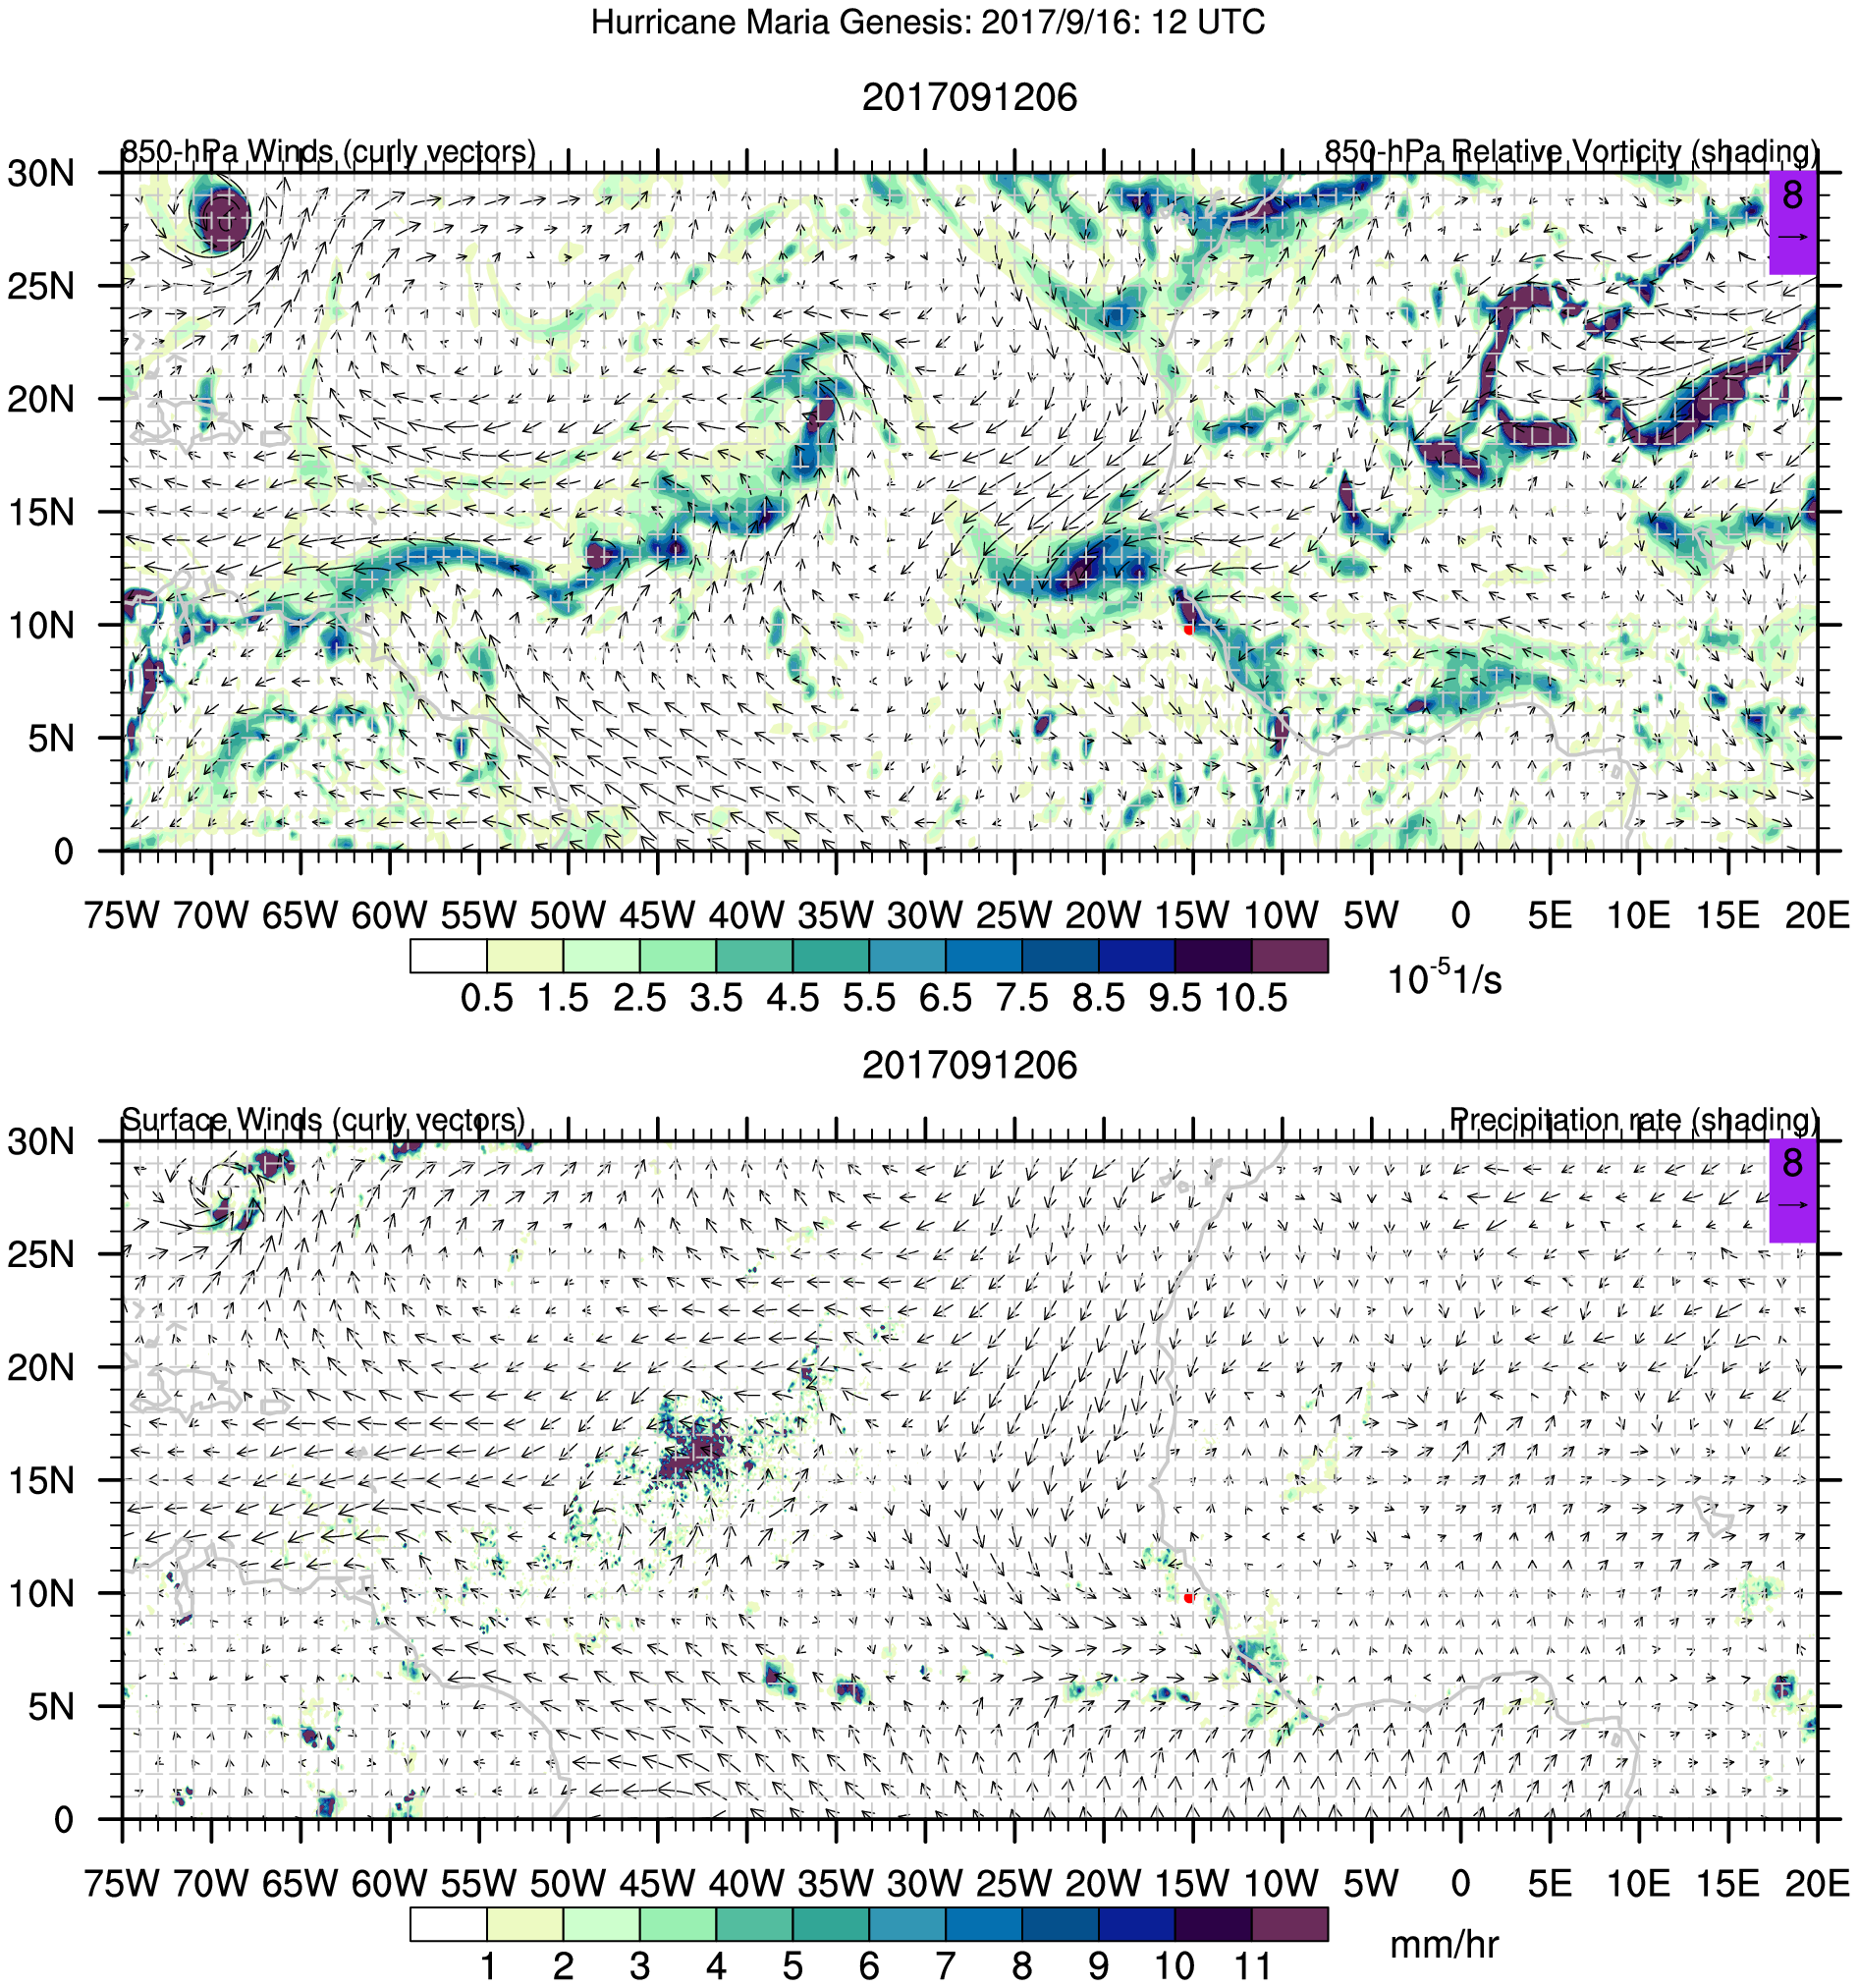 Hurricane Maria Genesis: 2017/9/16: 12 UTC
2017091206
850-hPa Winds (curly vectors) 850-hPa Relative Vorticity (shading)
8
30N
25N
20N
15N
10N
5N
0
75W 70W 65W 60W 55W 50W 45W 40W 35W 30W 25W 20W 15W 10W 5W 0 5E 10E 15E 20E
0.5 1.5 2.5 3.5 4.5 5.5 6.5 7.5 8.5 9.5 10.5
10⁻⁵1/s
2017091206
Surface Winds (curly vectors) Precipitation rate (shading)
8
30N
25N
20N
15N
10N
5N
0
75W 70W 65W 60W 55W 50W 45W 40W 35W 30W 25W 20W 15W 10W 5W 0 5E 10E 15E 20E
1 2 3 4 5 6 7 8 9 10 11
mm/hr